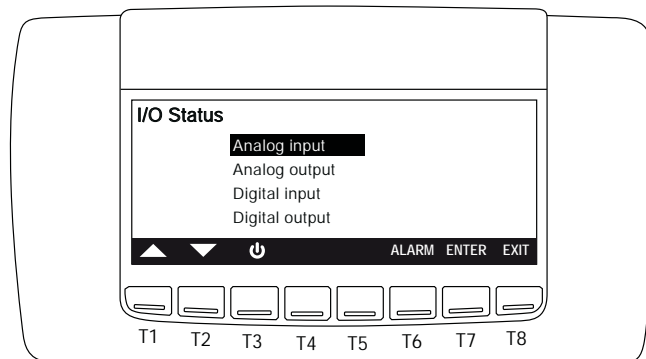 I/O Status
Analog input
Analog output
Digital input
Digital output
ALARM ENTER EXIT
T1 T2 T3 T4 T5 T6 T7 T8